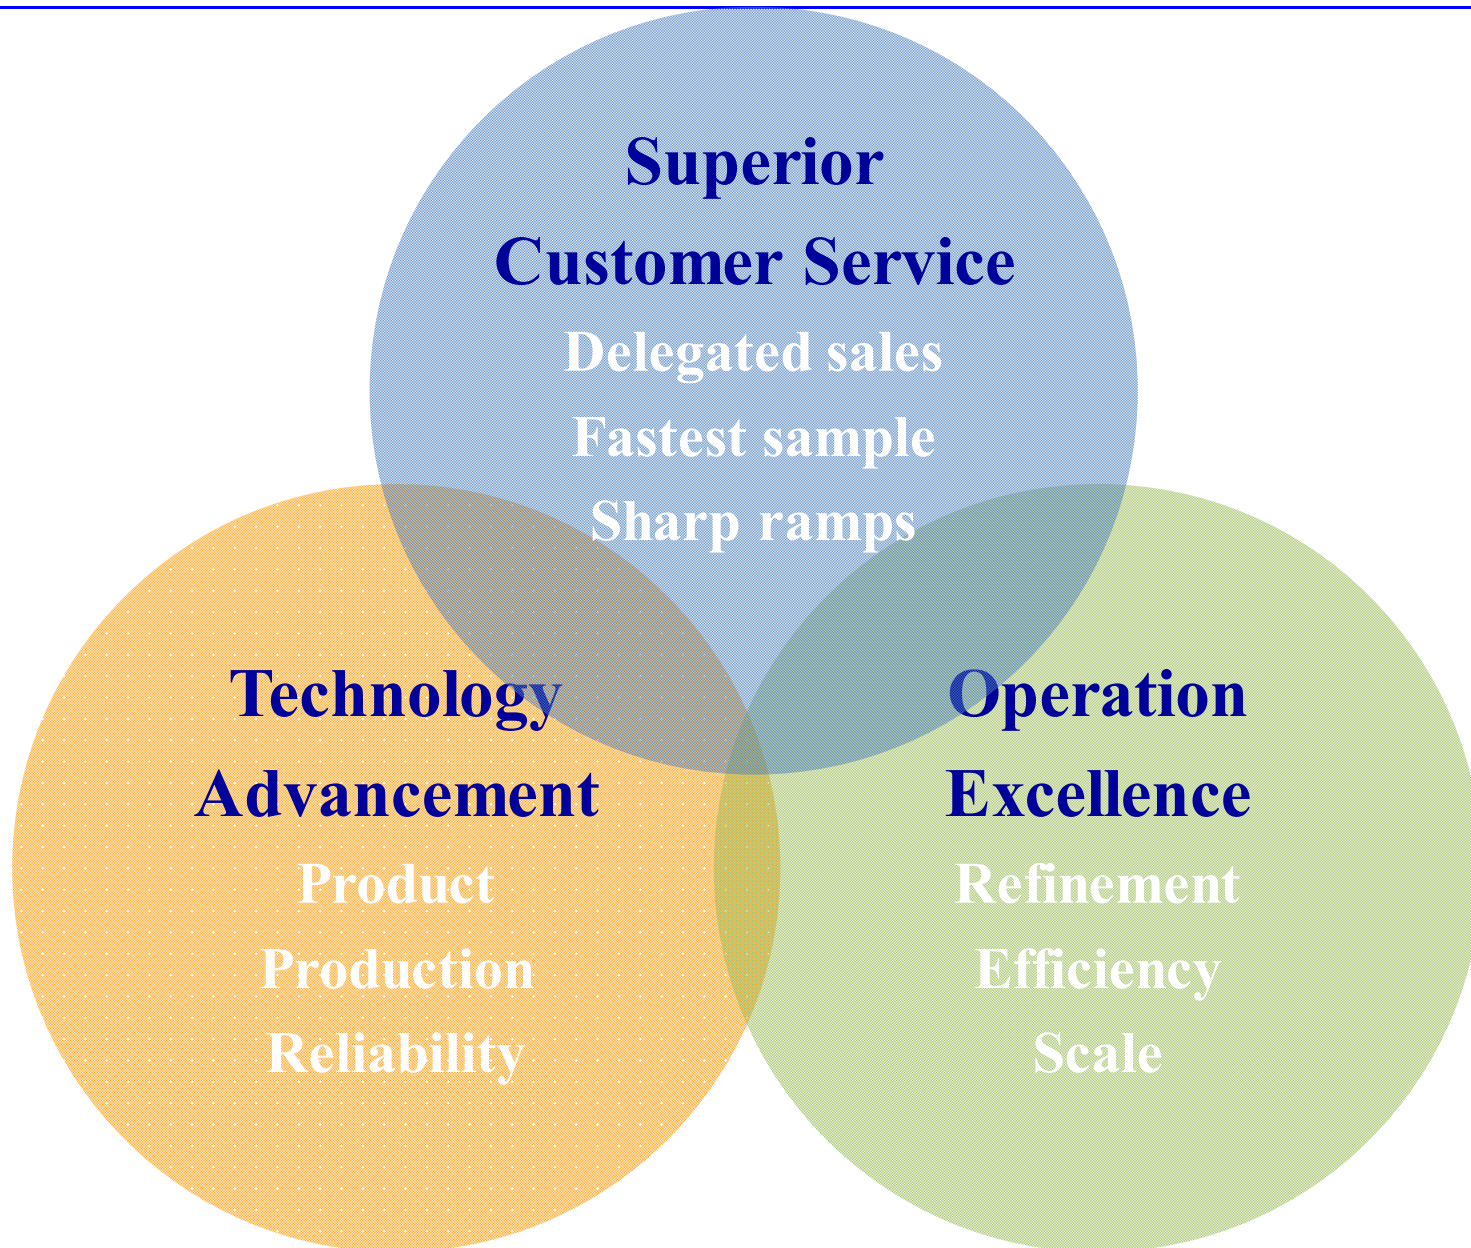 Superior
Customer Service
Delegated sales
Fastest sample
Sharp ramps
Technology
Advancement
Product
Production
Reliability
Operation
Excellence
Refinement
Efficiency
Scale